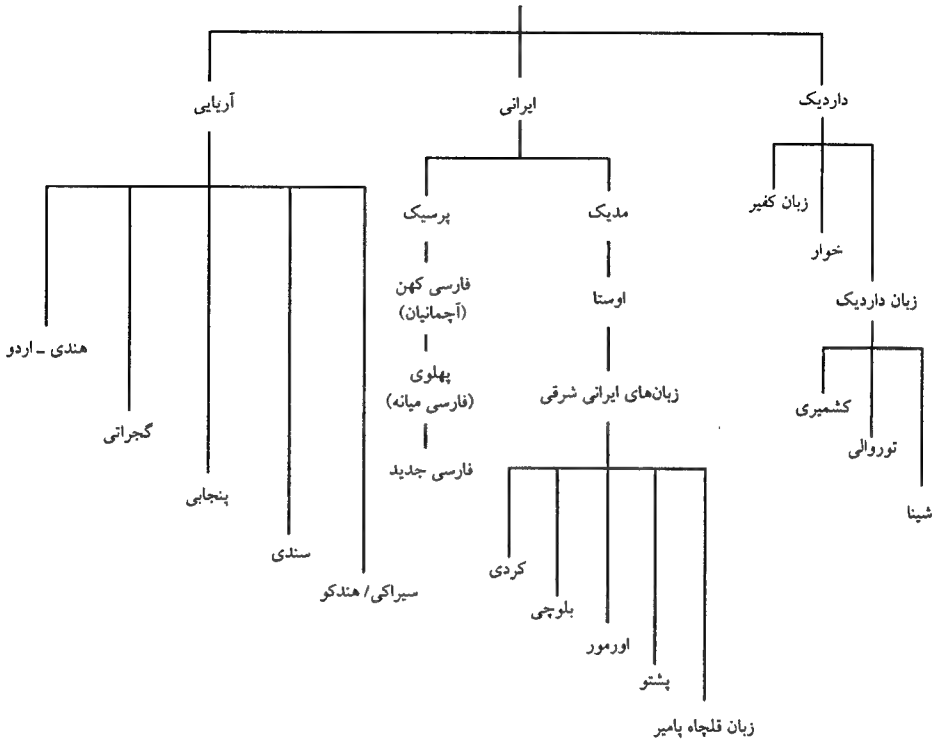 داردیک
ایرانی
آریایی
زبان کفیر
خوار
زبان داردیک
کشمیری
توروالی
شینا
مدیک
اوستا
زبان‌های ایرانی شرقی
کردی
بلوچی
اورمور
پشتو
زبان قلچاه پامیر
پرسیک
فارسی کهن
(آچمانیان)
پهلوی
(فارسی میانه)
فارسی جدید
هندی ـ اردو
گجراتی
پنجابی
سندی
سیراکی/ هندکو